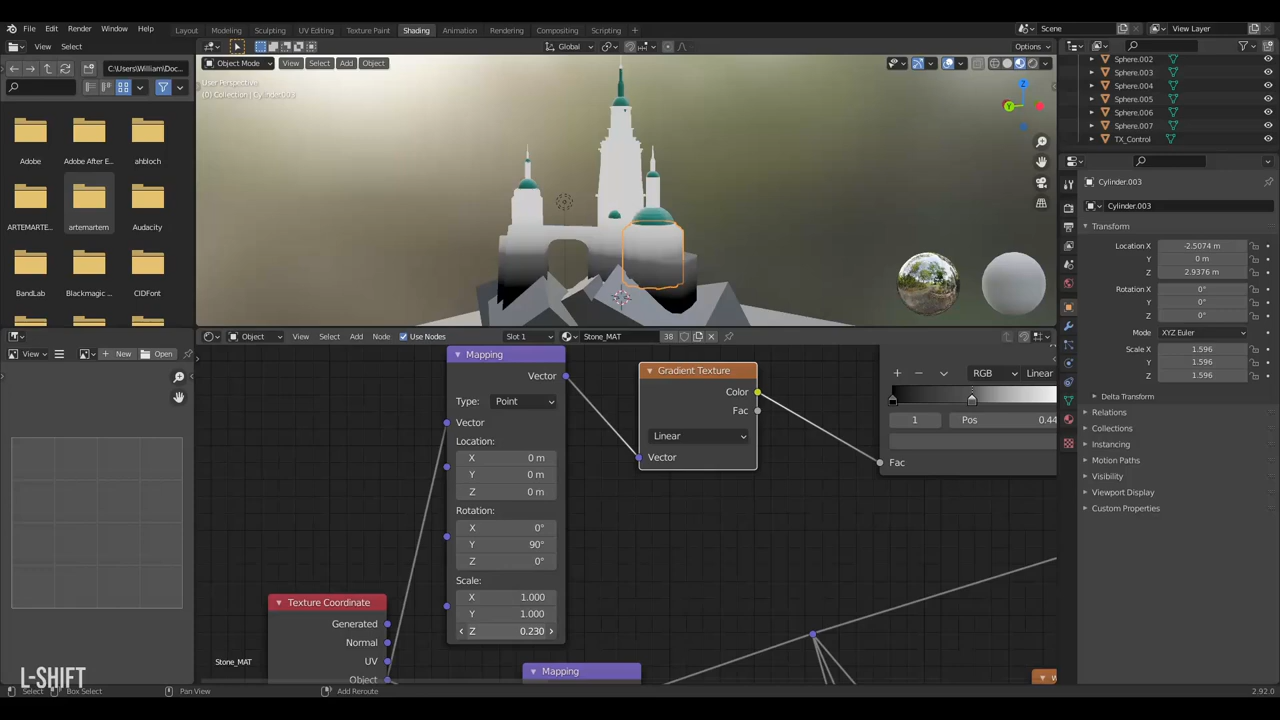 File Edit Render Window Help Layout Modeling Sculpting UV Editing Texture Paint Shading Animation Rendering Compositing Scripting + Scene View Layer
View Select Global Options
C:\Users\William\Doc... Object Mode View Select Add Object
User Perspective
(0) Collection | Cylinder.003
Adobe Adobe After E... ahbloch
ARTEMARTE... artemartem Audacity
BandLab Blackmagic ... CIDFont
Z
Y
Sphere.002
Sphere.003
Sphere.004
Sphere.005
Sphere.006
Sphere.007
TX_Control
Cylinder.003
Cylinder.003
Transform
Location X -2.5074 m
Y 0 m
Z 2.9376 m
Rotation X 0°
Y 0°
Z 0°
Mode XYZ Euler
Scale X 1.596
Y 1.596
Z 1.596
Delta Transform
Relations
Collections
Instancing
Motion Paths
Visibility
Viewport Display
Custom Properties
Object View Select Add Node Use Nodes Slot 1 Stone_MAT 38
View New Open
Mapping
Vector
Type: Point
Vector
Location:
X 0 m
Y 0 m
Z 0 m
Rotation:
X 0°
Y 90°
Z 0°
Scale:
X 1.000
Y 1.000
Z 0.230
Gradient Texture
Color
Fac
Linear
Vector
RGB Linear
1 Pos 0.44
Fac
Texture Coordinate
Generated
Normal
UV
Object
Mapping
Stone_MAT
L-SHIFT
Select Box Select Pan View Add Reroute 2.92.0